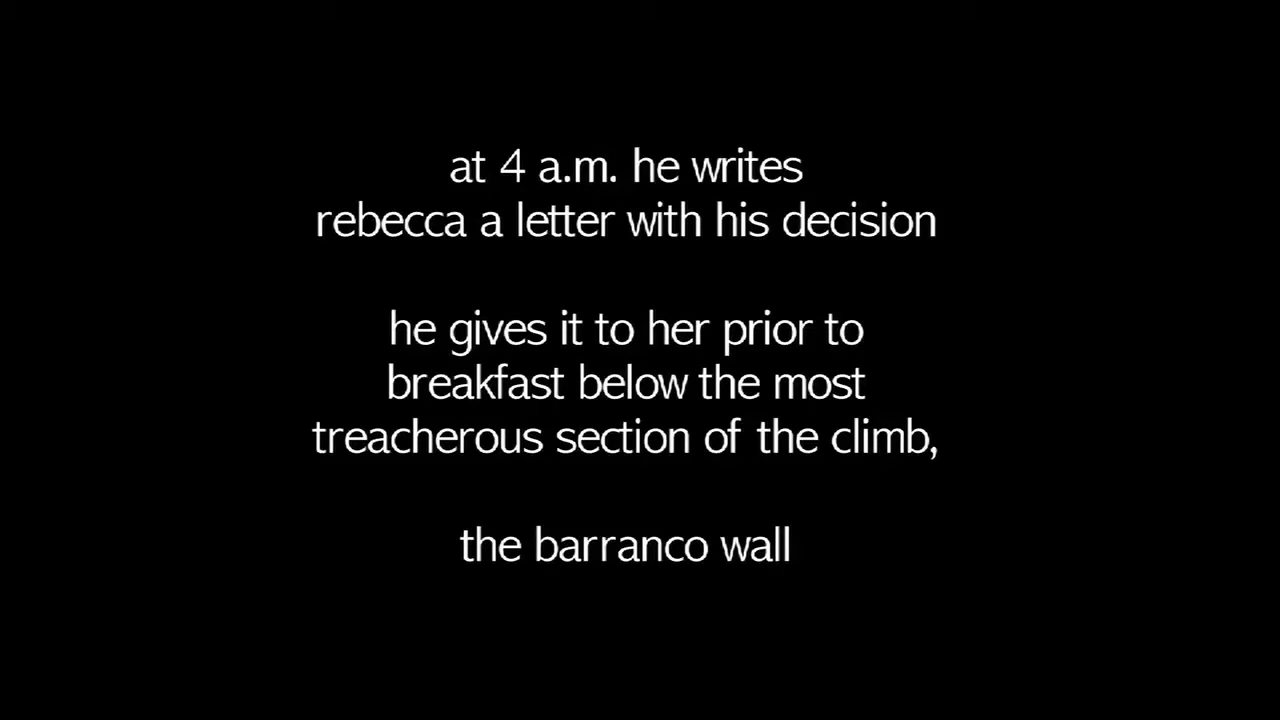 at 4 a.m. he writes
rebecca a letter with his decision
he gives it to her prior to
breakfast below the most
treacherous section of the climb,
the barranco wall